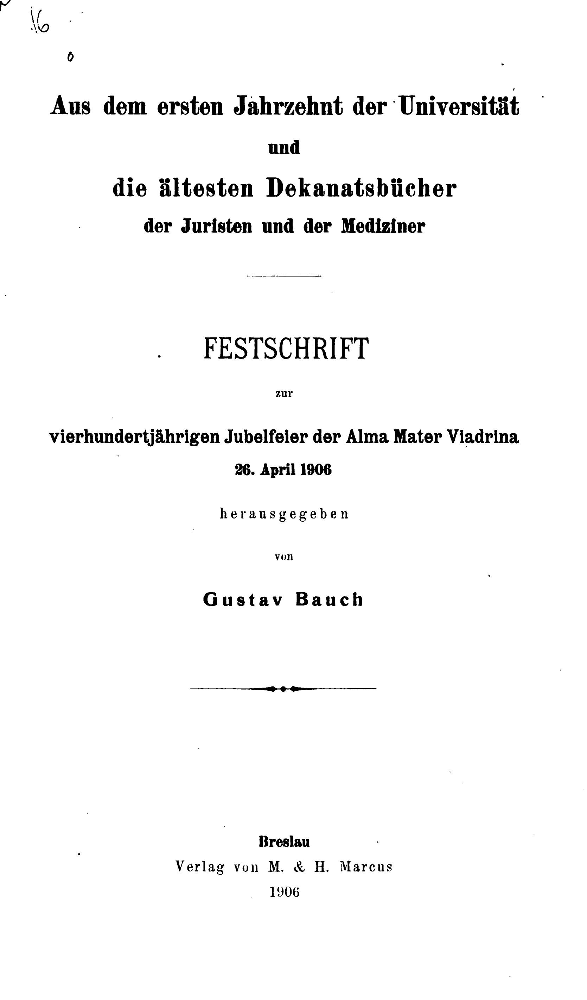 16
Aus dem ersten Jahrzehnt der Universität
und
die ältesten Dekanatsbücher
der Juristen und der Mediziner
FESTSCHRIFT
zur
vierhundertjährigen Jubelfeier der Alma Mater Viadrina
26. April 1906
herausgegeben
von
Gustav Bauch
Breslau
Verlag von M. & H. Marcus
1906